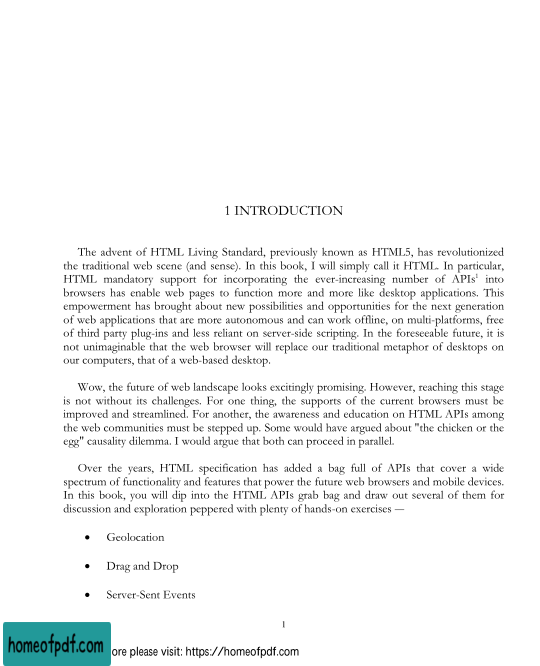 1 INTRODUCTION
The advent of HTML Living Standard, previously known as HTML5, has revolutionized
the traditional web scene (and sense). In this book, I will simply call it HTML. In particular,
HTML mandatory support for incorporating the ever-increasing number of APIs¹ into
browsers has enable web pages to function more and more like desktop applications. This
empowerment has brought about new possibilities and opportunities for the next generation
of web applications that are more autonomous and can work offline, on multi-platforms, free
of third party plug-ins and less reliant on server-side scripting. In the foreseeable future, it is
not unimaginable that the web browser will replace our traditional metaphor of desktops on
our computers, that of a web-based desktop.
Wow, the future of web landscape looks excitingly promising. However, reaching this stage
is not without its challenges. For one thing, the supports of the current browsers must be
improved and streamlined. For another, the awareness and education on HTML APIs among
the web communities must be stepped up. Some would have argued about "the chicken or the
egg" causality dilemma. I would argue that both can proceed in parallel.
Over the years, HTML specification has added a bag full of APIs that cover a wide
spectrum of functionality and features that power the future web browsers and mobile devices.
In this book, you will dip into the HTML APIs grab bag and draw out several of them for
discussion and exploration peppered with plenty of hands-on exercises —
• Geolocation
• Drag and Drop
• Server-Sent Events
1
homeofpdf.com
ore please visit: https://homeofpdf.com